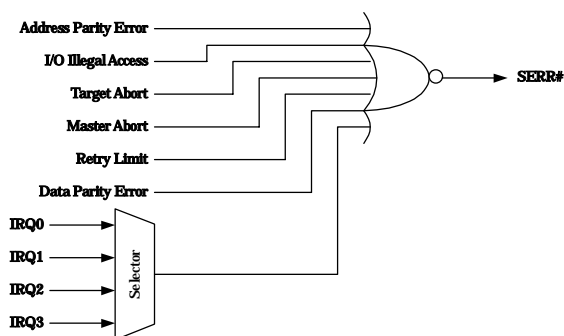 Address Parity Error
I/O Illegal Access
Target Abort
Master Abort
Retry Limit
Data Parity Error
SERR#
IRQ0
IRQ1
IRQ2
IRQ3
Selector